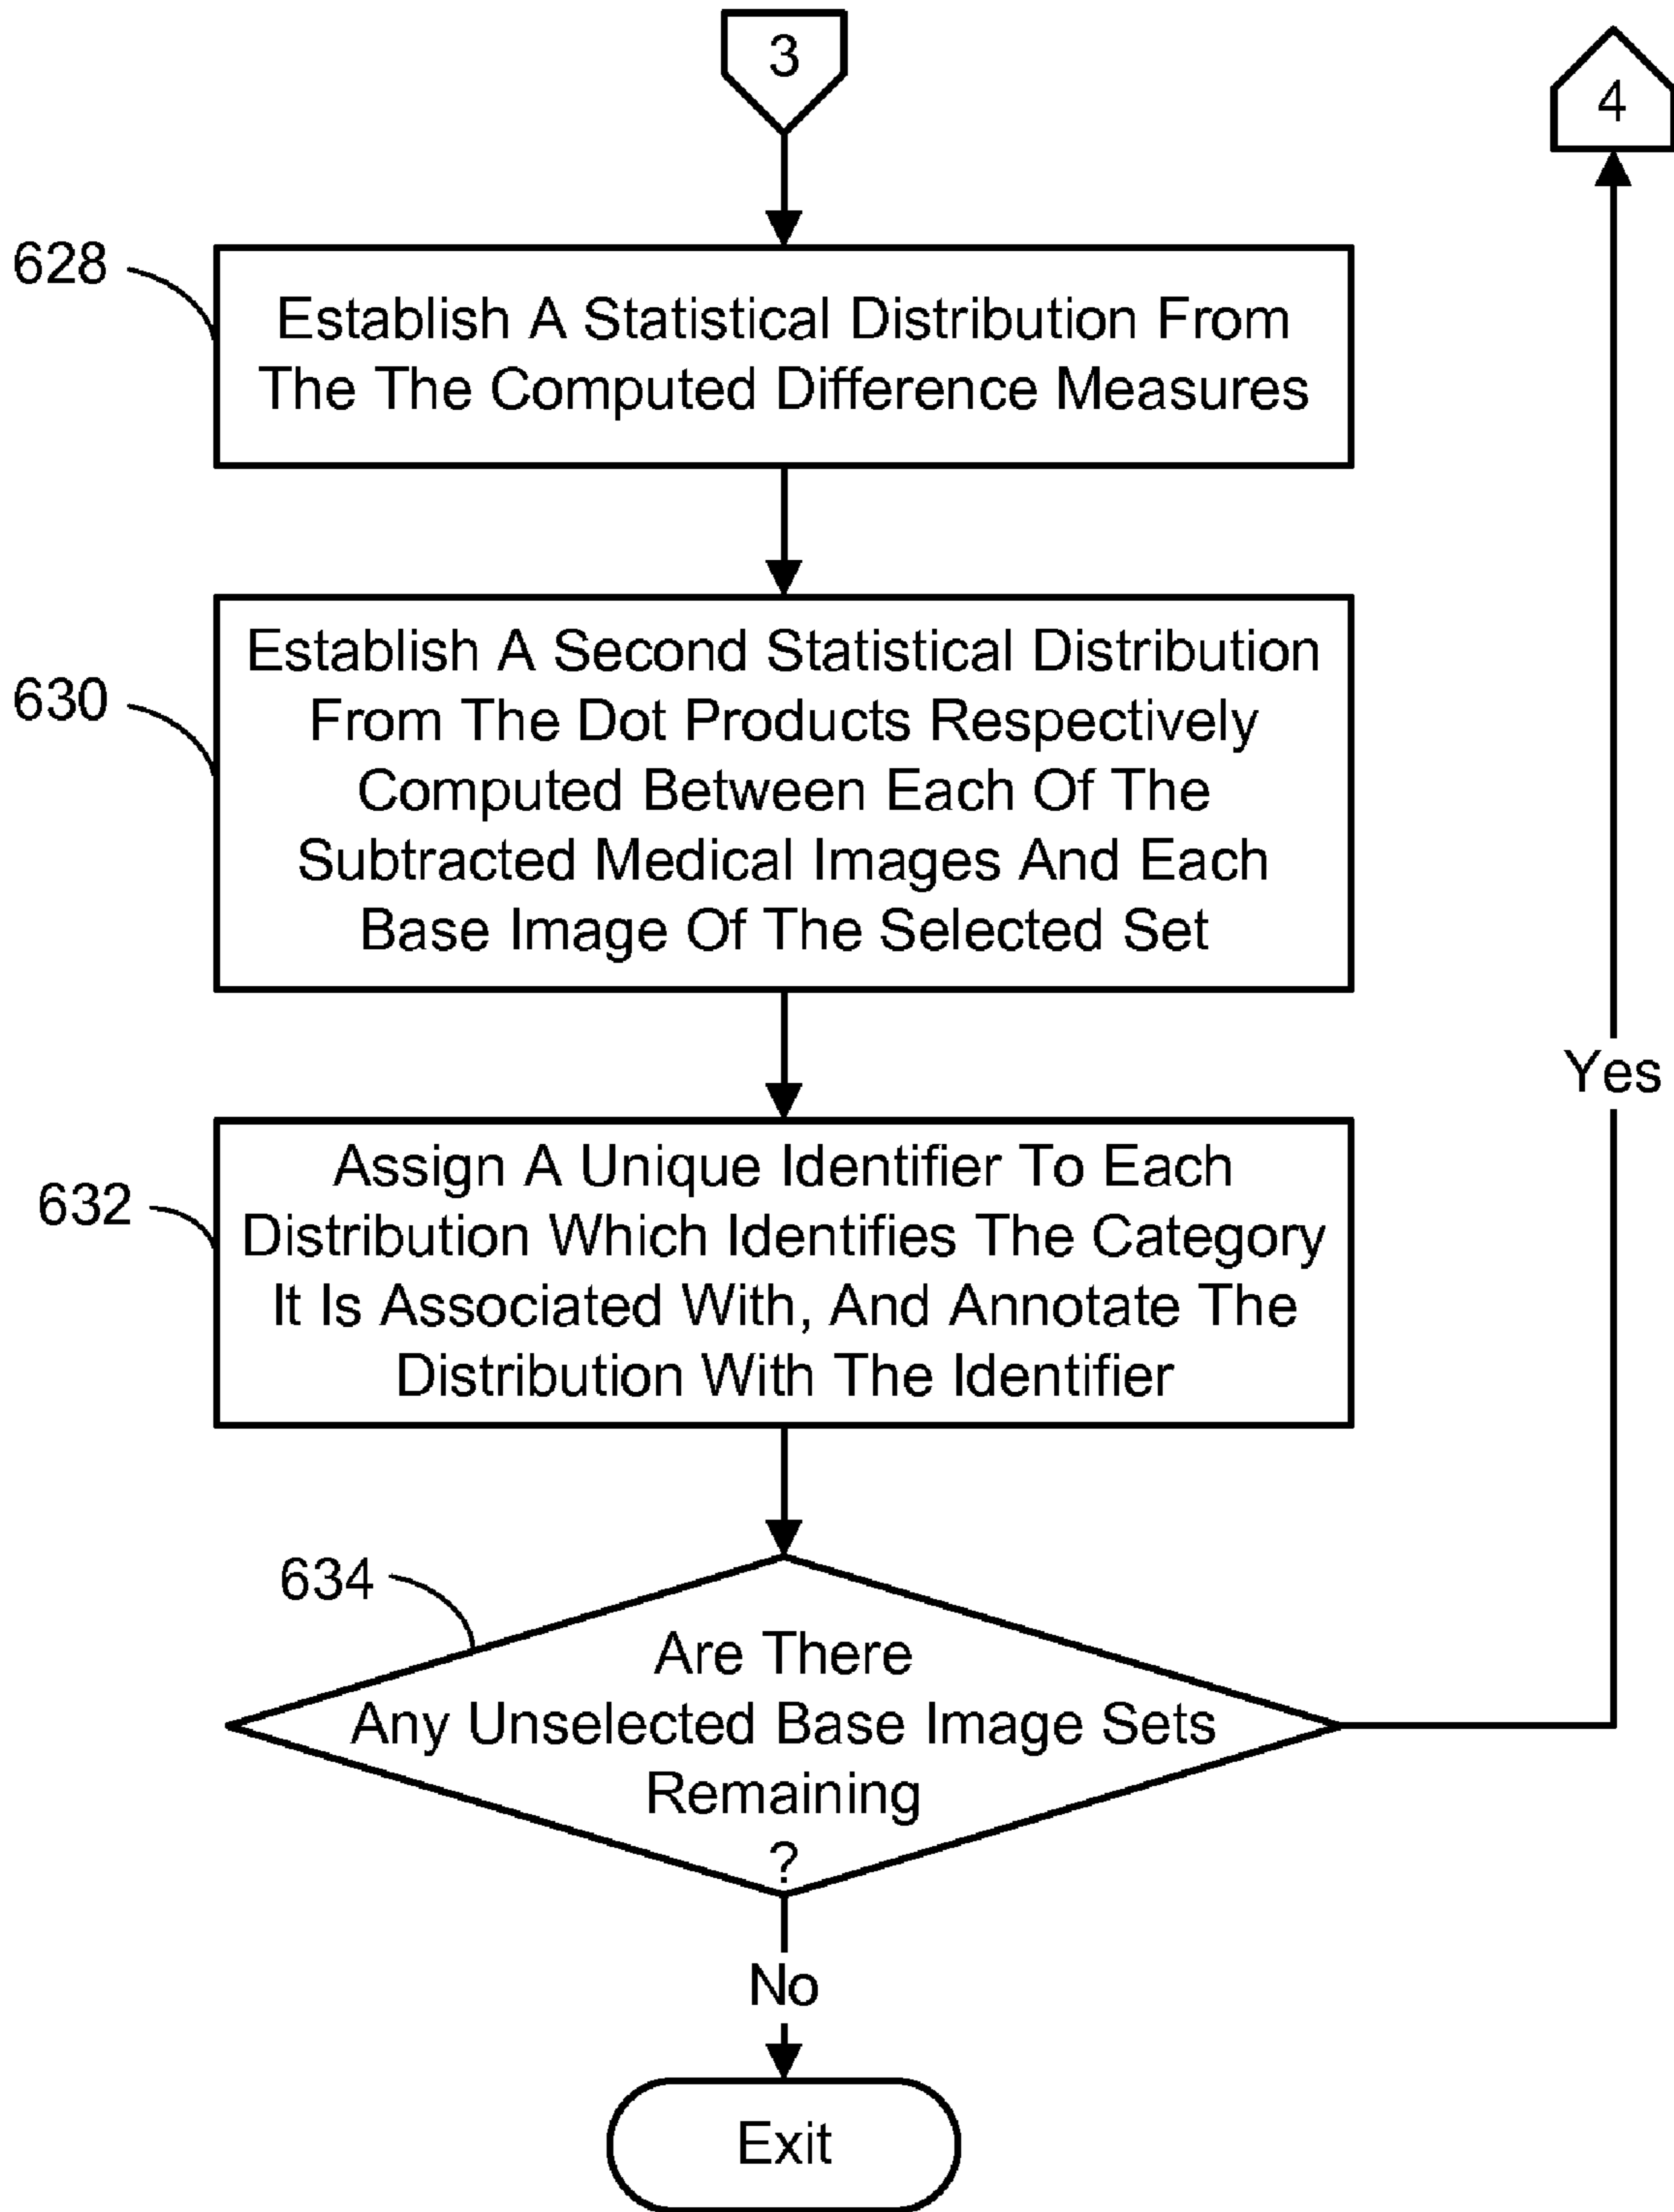 3
4
628
Establish A Statistical Distribution From
The The Computed Difference Measures
630
Establish A Second Statistical Distribution
From The Dot Products Respectively
Computed Between Each Of The
Subtracted Medical Images And Each
Base Image Of The Selected Set
Yes
632
Assign A Unique Identifier To Each
Distribution Which Identifies The Category
It Is Associated With, And Annotate The
Distribution With The Identifier
634
Are There
Any Unselected Base Image Sets
Remaining
?
No
Exit